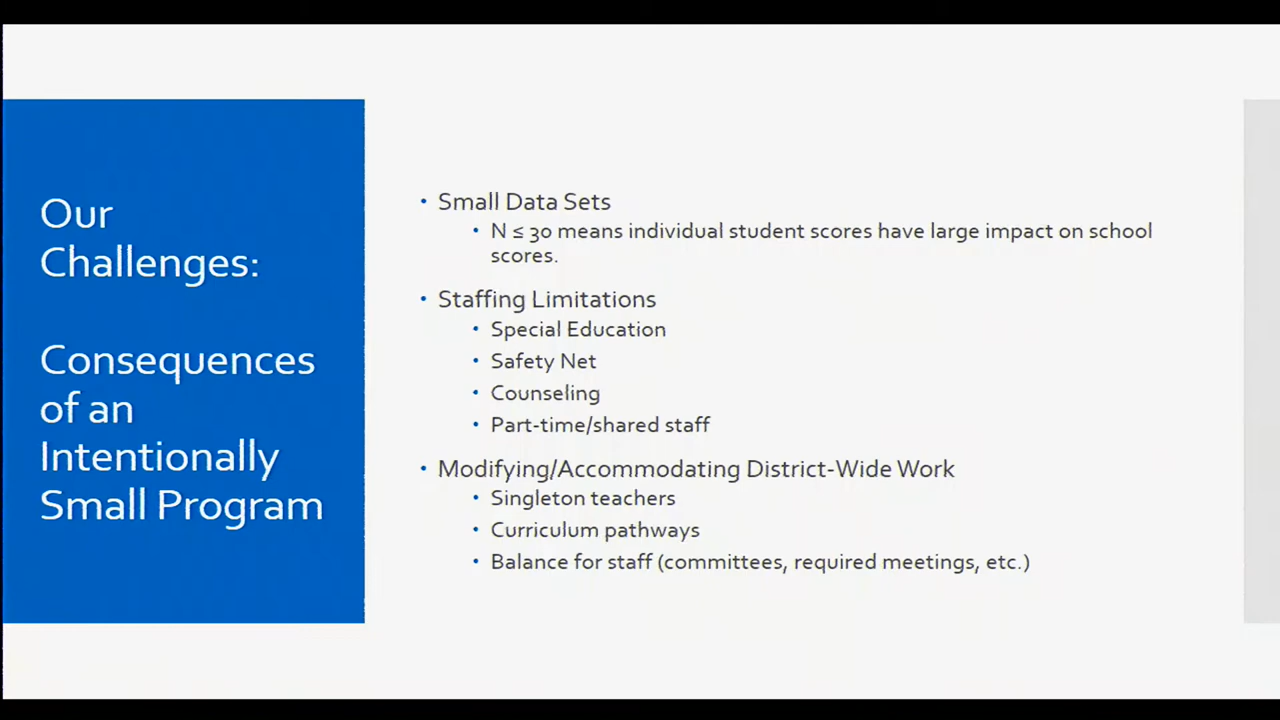 Our
Challenges:
Consequences
of an
Intentionally
Small Program
• Small Data Sets
• N ≤ 30 means individual student scores have large impact on school
scores.
• Staffing Limitations
• Special Education
• Safety Net
• Counseling
• Part-time/shared staff
• Modifying/Accommodating District-Wide Work
• Singleton teachers
• Curriculum pathways
• Balance for staff (committees, required meetings, etc.)